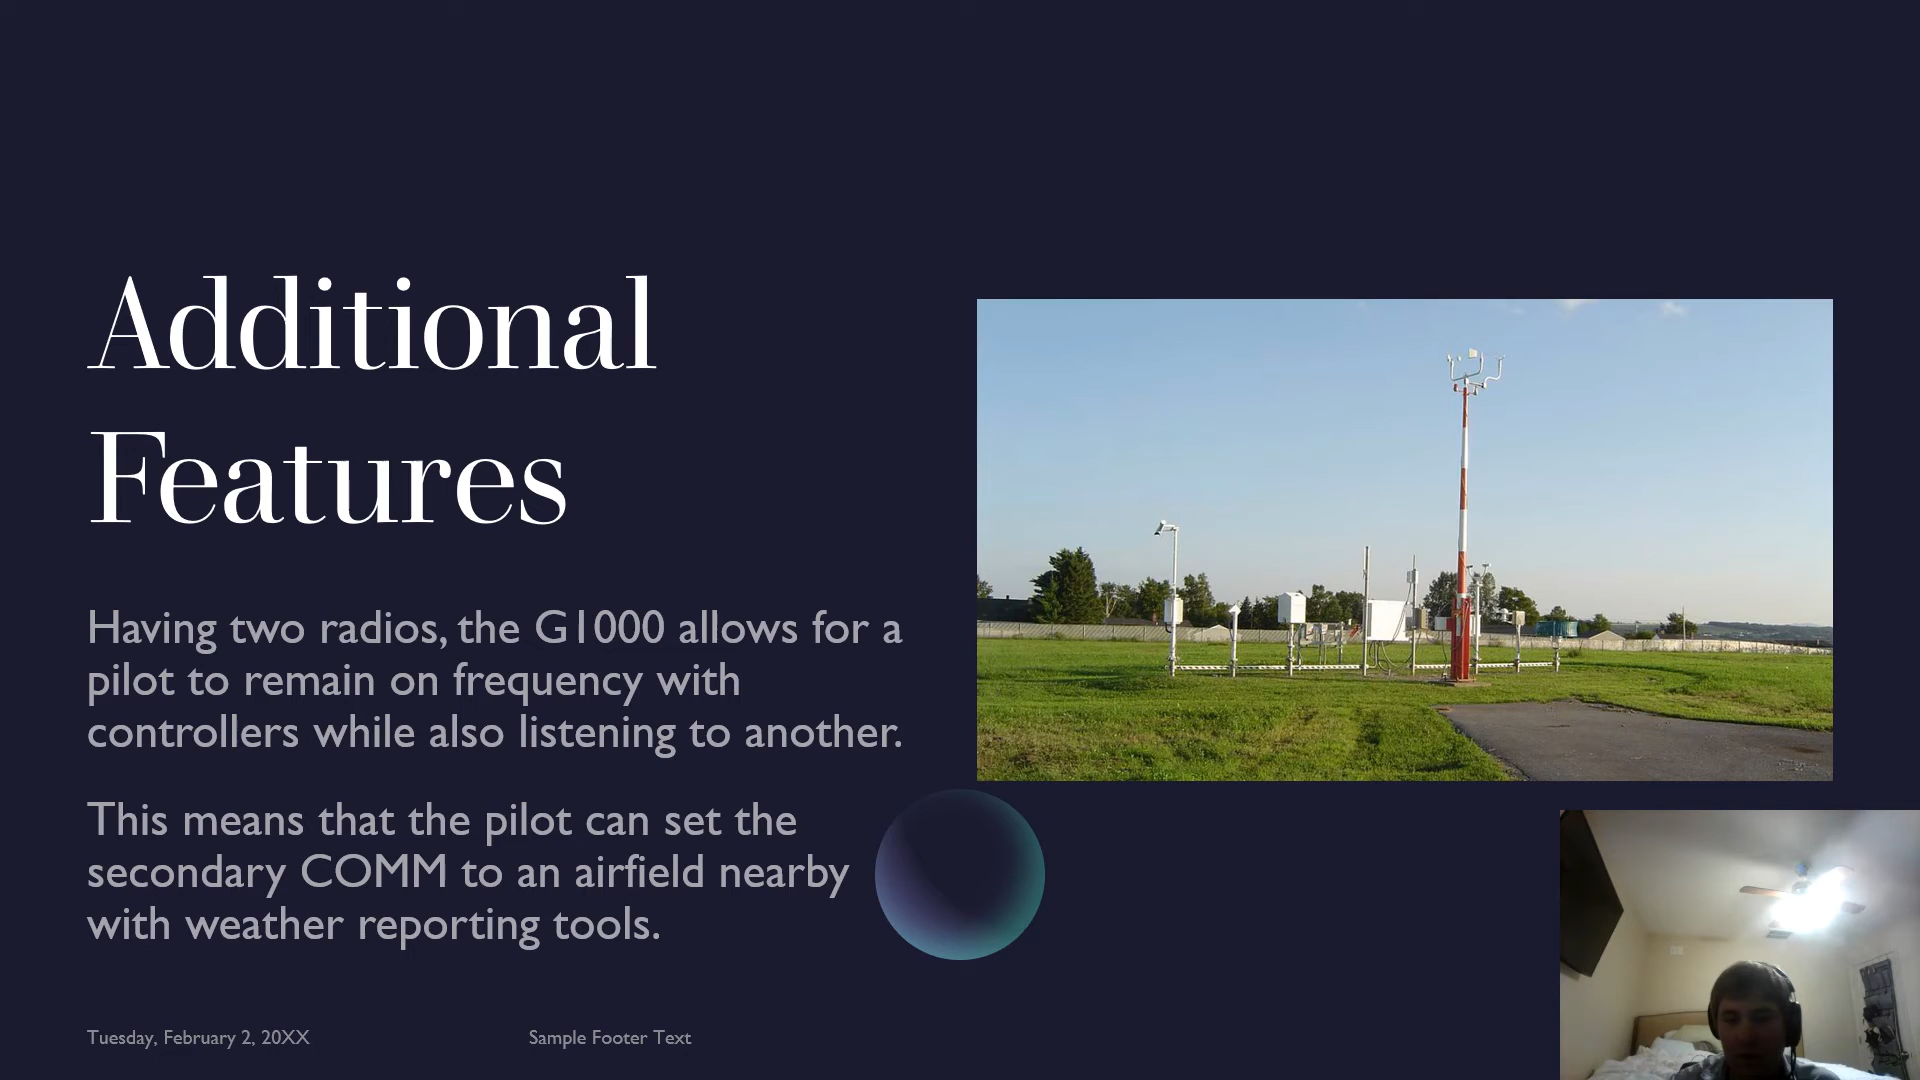 Additional
Features
Having two radios, the G1000 allows for a
pilot to remain on frequency with
controllers while also listening to another.
This means that the pilot can set the
secondary COMM to an airfield nearby
with weather reporting tools.
Tuesday, February 2, 20XX
Sample Footer Text